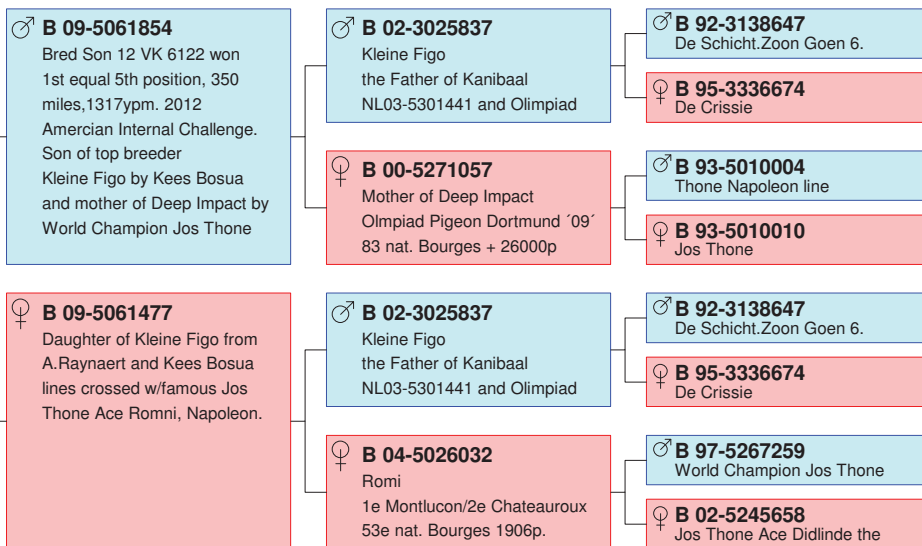 B 09-5061854
Bred Son 12 VK 6122 won
1st equal 5th position, 350
miles,1317ypm. 2012
Amercian Internal Challenge.
Son of top breeder
Kleine Figo by Kees Bosua
and mother of Deep Impact by
World Champion Jos Thone
B 02-3025837
Kleine Figo
the Father of Kanibaal
NL03-5301441 and Olimpiad
B 92-3138647
De Schicht.Zoon Goen 6.
B 95-3336674
De Crissie
B 00-5271057
Mother of Deep Impact
Olmpiad Pigeon Dortmund ´09´
83 nat. Bourges + 26000p
B 93-5010004
Thone Napoleon line
B 93-5010010
Jos Thone
B 09-5061477
Daughter of Kleine Figo from
A.Raynaert and Kees Bosua
lines crossed w/famous Jos
Thone Ace Romni, Napoleon.
B 02-3025837
Kleine Figo
the Father of Kanibaal
NL03-5301441 and Olimpiad
B 92-3138647
De Schicht.Zoon Goen 6.
B 95-3336674
De Crissie
B 04-5026032
Romi
1e Montlucon/2e Chateauroux
53e nat. Bourges 1906p.
B 97-5267259
World Champion Jos Thone
B 02-5245658
Jos Thone Ace Didlinde the